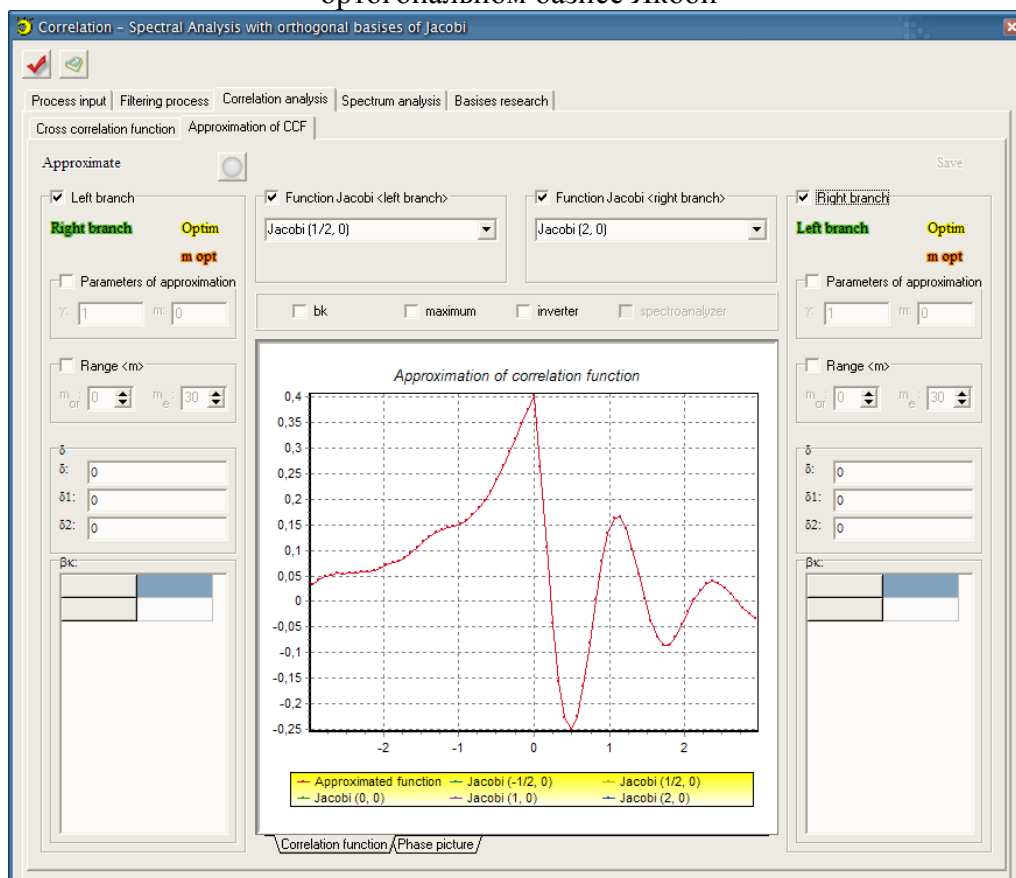 ортогональном базисе Якоби
Correlation - Spectral Analysis with orthogonal basises of Jacobi
Process input Filtering process Correlation analysis Spectrum analysis Basises research
Cross correlation function Approximation of CCF
Approximate Save
Left branch
Right branch Optim
m opt
Parameters of approximation
γ: 1 m: 0
Range <m>
m or: 0 m e: 30
δ
δ: 0
δ1: 0
δ2: 0
βк:
Function Jacobi <left branch>
Jacobi (1/2, 0)
Function Jacobi <right branch>
Jacobi (2, 0)
bk maximum inverter spectroanalyzer
Approximation of correlation function
0,4
0,35
0,3
0,25
0,2
0,15
0,1
0,05
0
-0,05
-0,1
-0,15
-0,2
-0,25
-2 -1 0 1 2
Approximated function Jacobi (-1/2, 0) Jacobi (1/2, 0)
Jacobi (0, 0) Jacobi (1, 0) Jacobi (2, 0)
Correlation function Phase picture
Right branch
Left branch Optim
m opt
Parameters of approximation
γ: 1 m: 0
Range <m>
m or: 0 m e: 30
δ
δ: 0
δ1: 0
δ2: 0
βк: